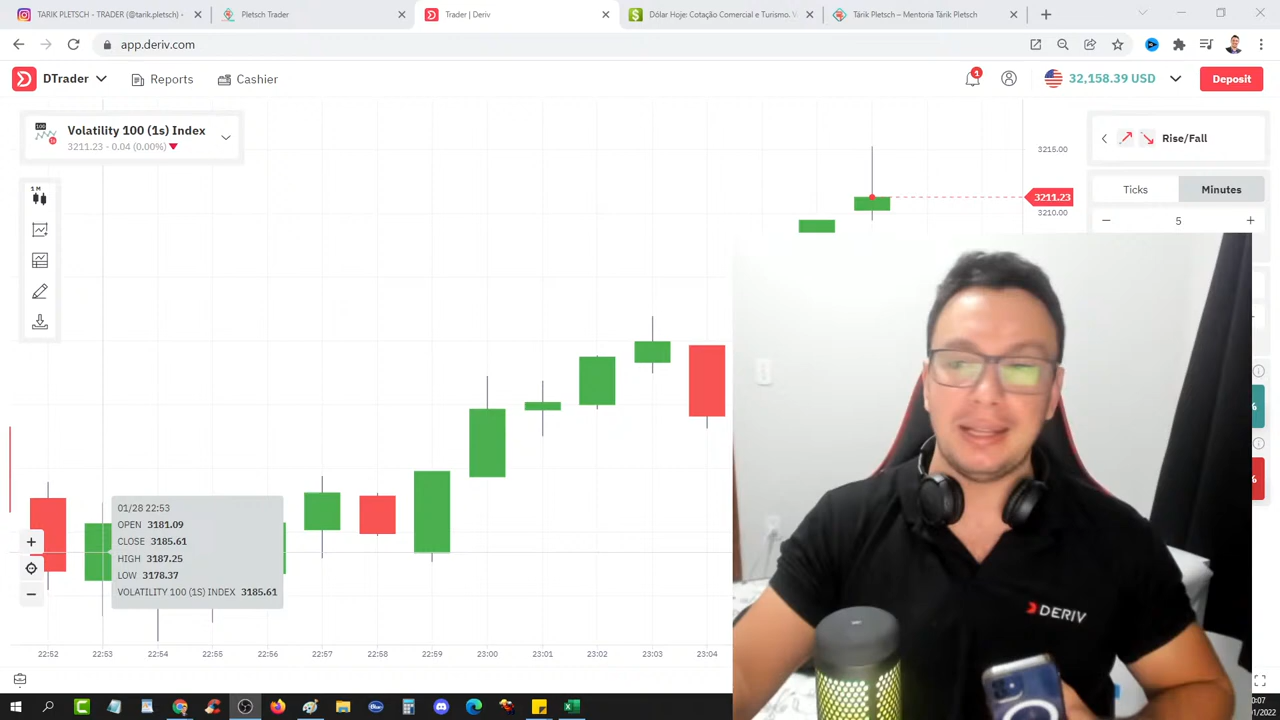 TARIK PLETSCH - TRADER (@tarik.pletsch) -
Pletsch Trader
Trader | Deriv
Dólar Hoje: Cotação Comercial e Turismo.
Tárik Pletsch – Mentoria Tárik Pletsch
app.deriv.com
DTrader
Reports
Cashier
1
32,158.39 USD
Deposit
100
Volatility 100 (1s) Index
3211.23 - 0.04 (0.00%)
Rise/Fall
1 M
3215.00
Ticks
Minutes
3211.23
3210.00
− 5 +
01/28 22:53
OPEN 3181.09
CLOSE 3185.61
HIGH 3187.25
LOW 3178.37
VOLATILITY 100 (1S) INDEX 3185.61
DERIV
22:52 22:53 22:54 22:55 22:56 22:57 22:58 22:59 23:00 23:01 23:02 23:03 23:04